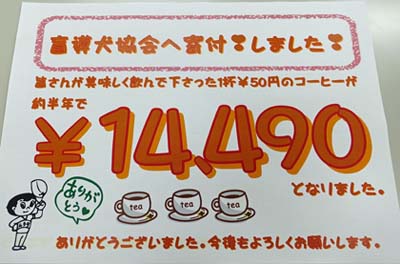 盲導犬協会へ寄付❣しました❣
皆さんが美味しく飲んで下さった1杯¥50円のコーヒーが
約半年で
¥14,490
となりました。
ありが
とう
tea tea tea
ありがとうございました。今後もよろしくお願いします。